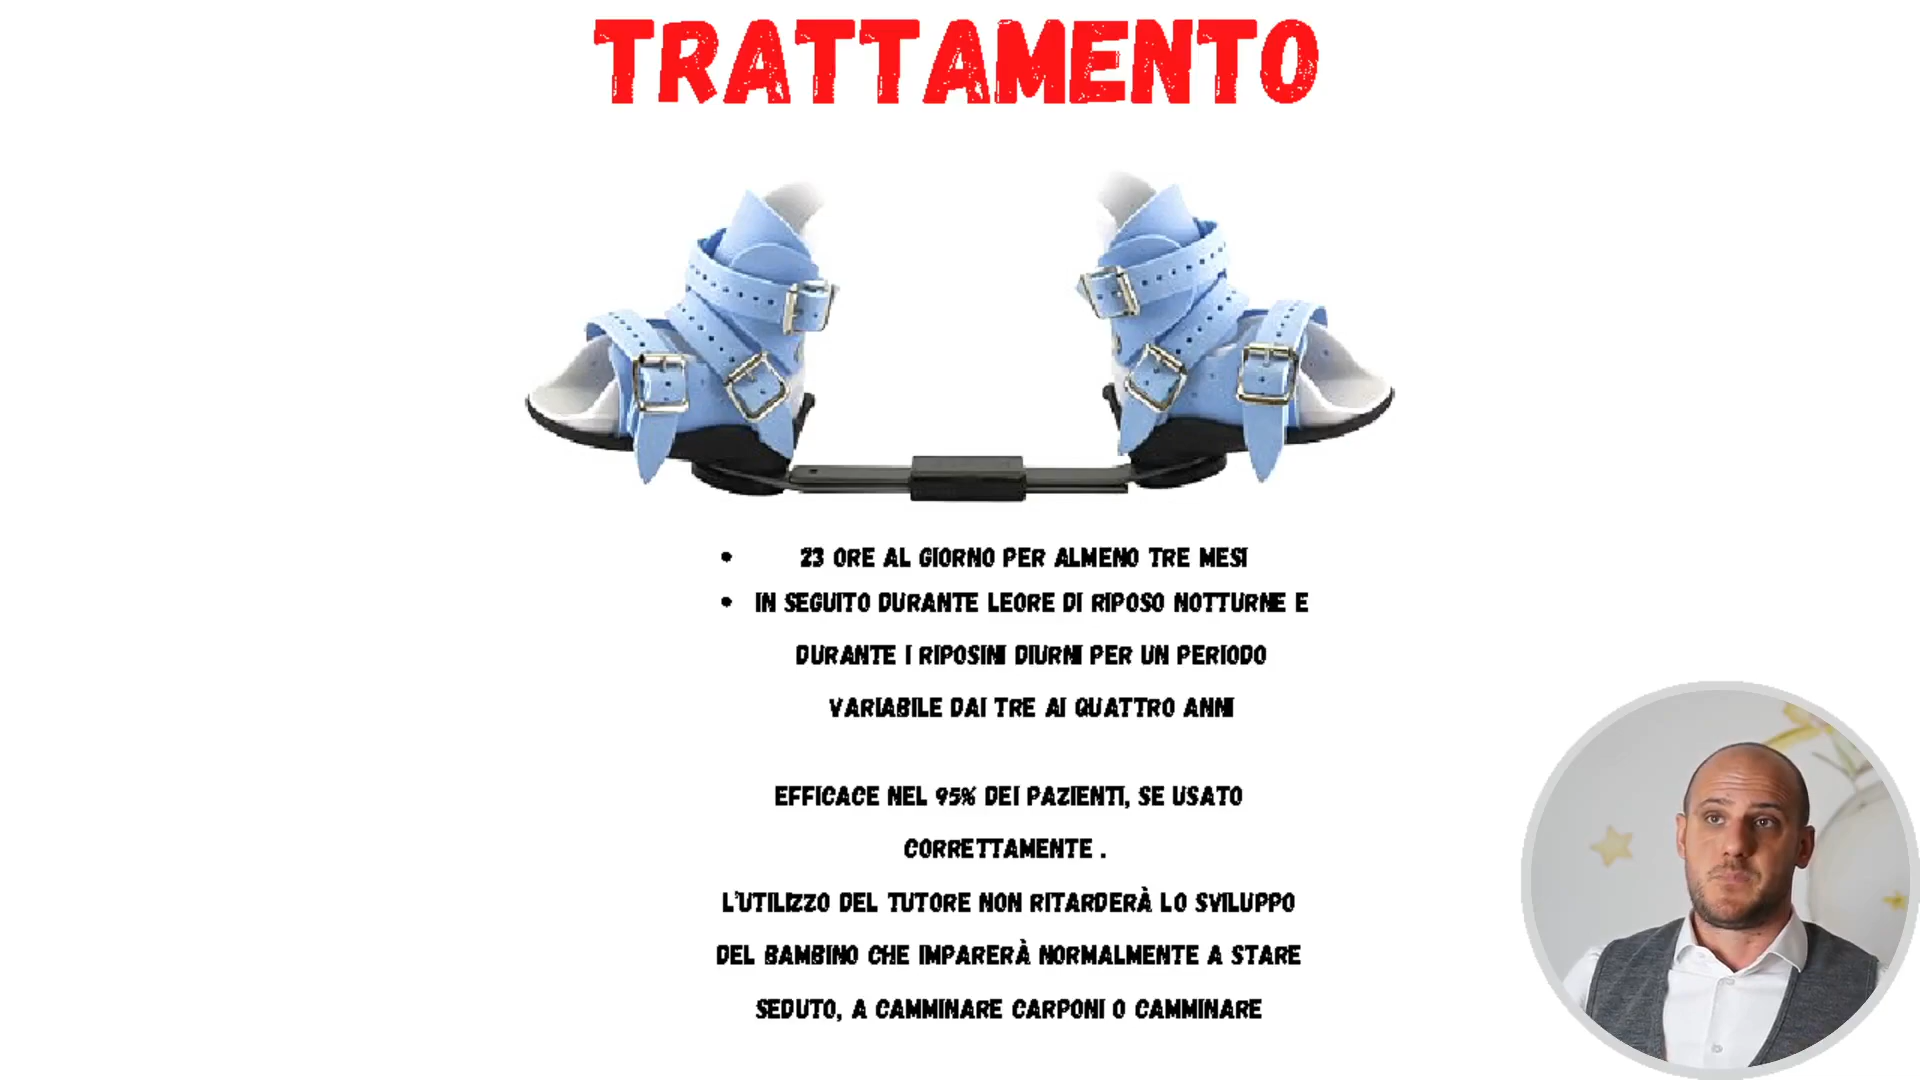 TRATTAMENTO
• 23 ORE AL GIORNO PER ALMENO TRE MESI
• IN SEGUITO DURANTE LEORE DI RIPOSO NOTTURNE E
DURANTE I RIPOSINI DIURNI PER UN PERIODO
VARIABILE DAI TRE AI QUATTRO ANNI
EFFICACE NEL 95% DEI PAZIENTI, SE USATO
CORRETTAMENTE .
L'UTILIZZO DEL TUTORE NON RITARDERÀ LO SVILUPPO
DEL BAMBINO CHE IMPARERÀ NORMALMENTE A STARE
SEDUTO, A CAMMINARE CARPONI O CAMMINARE